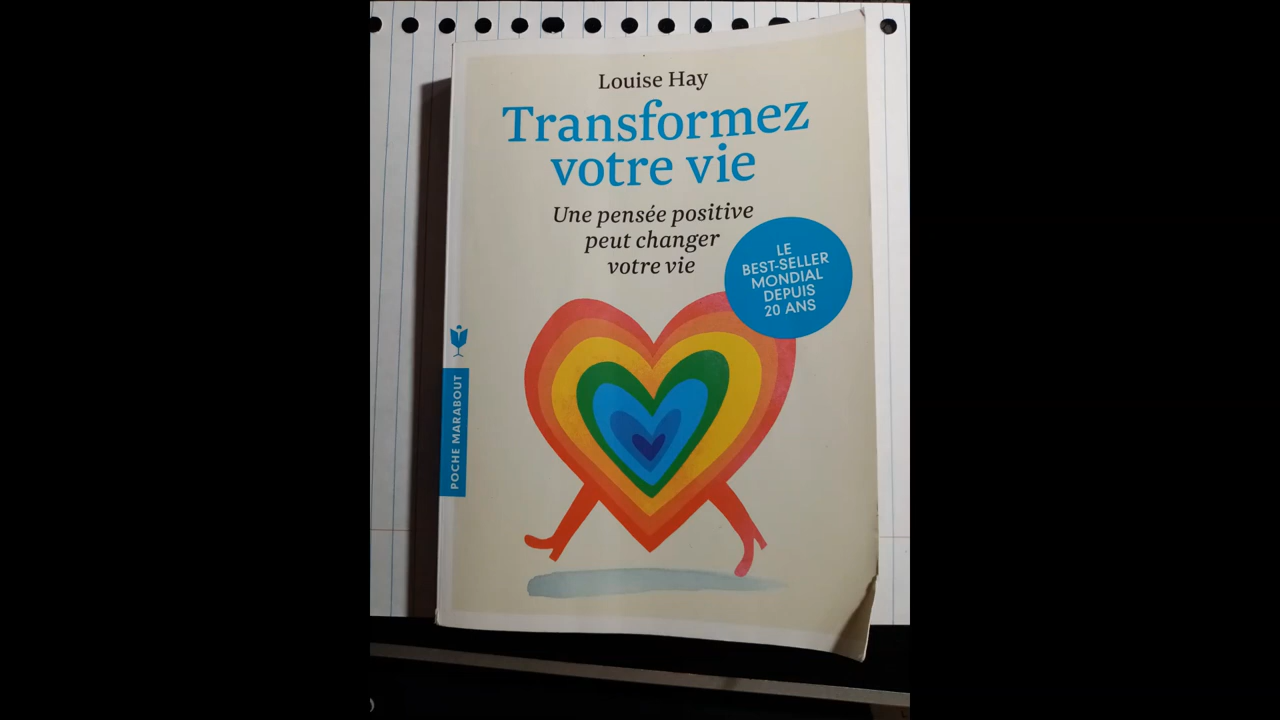 Louise Hay
Transformez
votre vie
Une pensée positive
peut changer
votre vie
LE
BEST-SELLER
MONDIAL
DEPUIS
20 ANS
POCHE MARABOUT